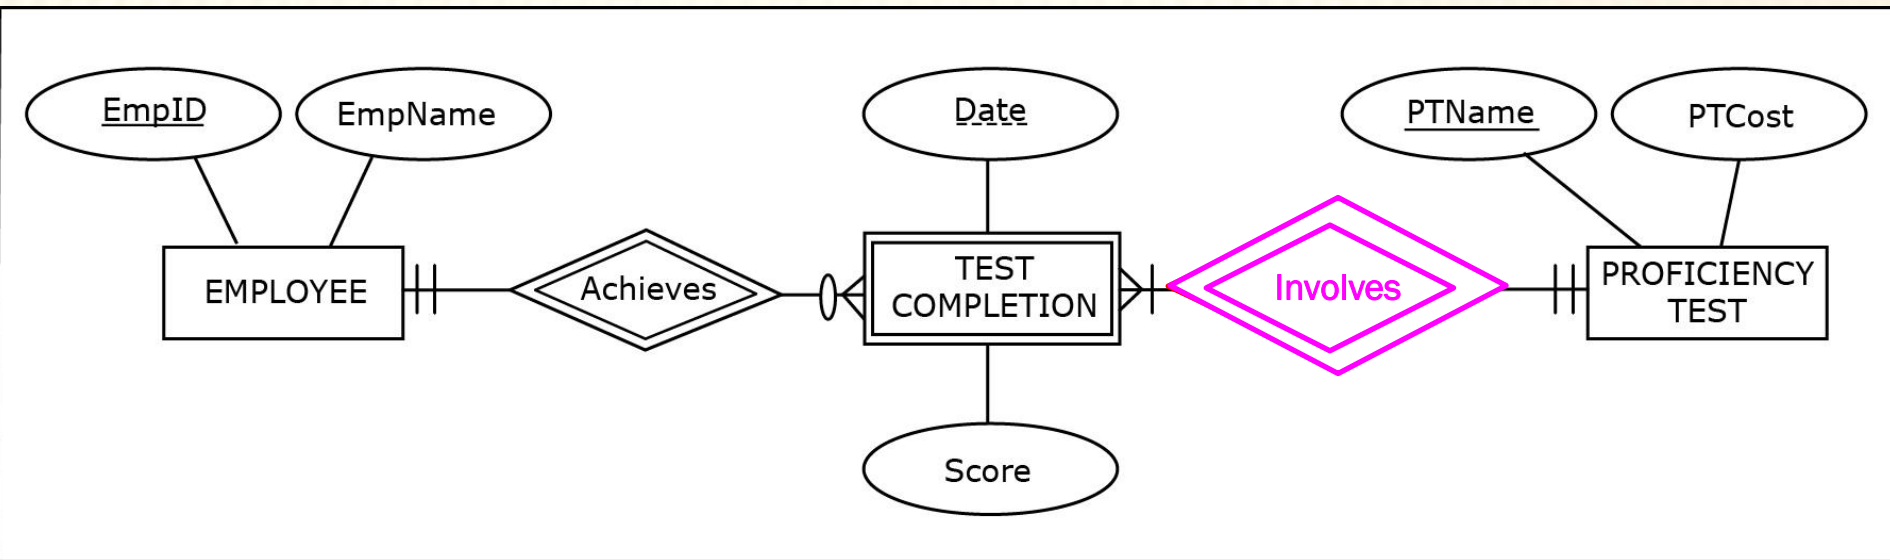 EmpID
EmpName
Date
PTName
PTCost
EMPLOYEE
Achieves
TEST
COMPLETION
Involves
PROFICIENCY
TEST
Score